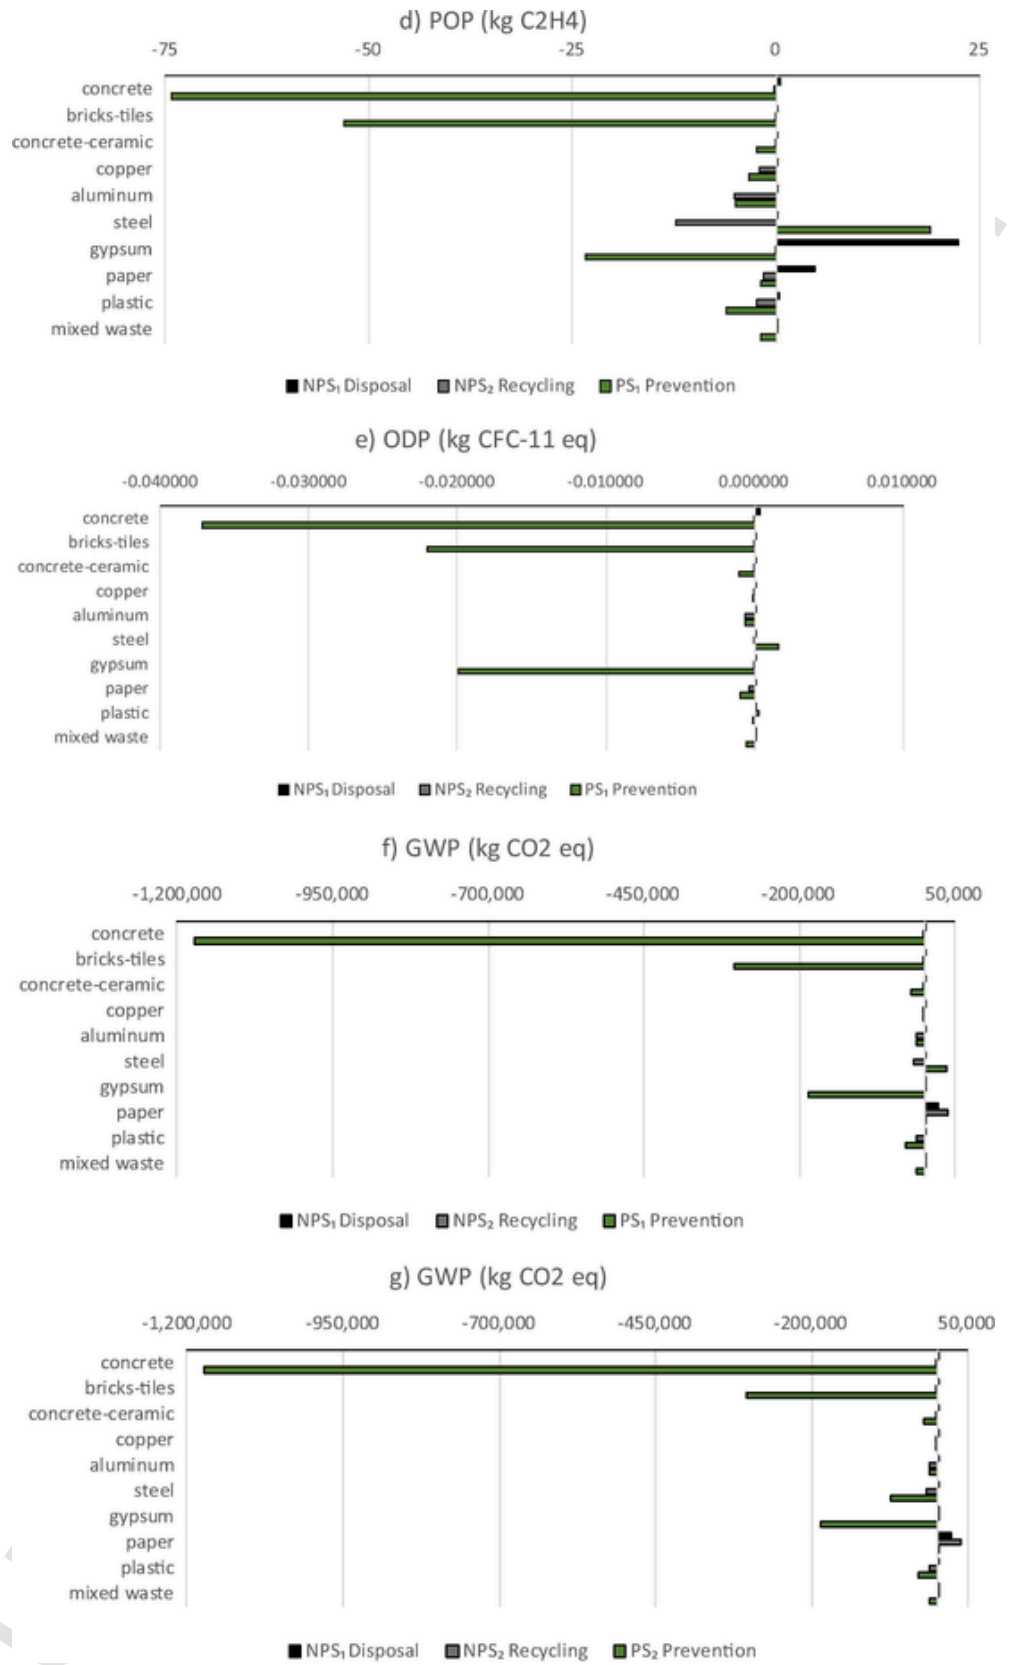 d) POP (kg C2H4)
-75 -50 -25 0 25
concrete
bricks-tiles
concrete-ceramic
copper
aluminum
steel
gypsum
paper
plastic
mixed waste
NPS₁ Disposal NPS₂ Recycling PS₁ Prevention
e) ODP (kg CFC-11 eq)
-0.040000 -0.030000 -0.020000 -0.010000 0.000000 0.010000
concrete
bricks-tiles
concrete-ceramic
copper
aluminum
steel
gypsum
paper
plastic
mixed waste
NPS₁ Disposal NPS₂ Recycling PS₁ Prevention
f) GWP (kg CO2 eq)
-1,200,000 -950,000 -700,000 -450,000 -200,000 50,000
concrete
bricks-tiles
concrete-ceramic
copper
aluminum
steel
gypsum
paper
plastic
mixed waste
NPS₁ Disposal NPS₂ Recycling PS₁ Prevention
g) GWP (kg CO2 eq)
-1,200,000 -950,000 -700,000 -450,000 -200,000 50,000
concrete
bricks-tiles
concrete-ceramic
copper
aluminum
steel
gypsum
paper
plastic
mixed waste
NPS₁ Disposal NPS₂ Recycling PS₂ Prevention